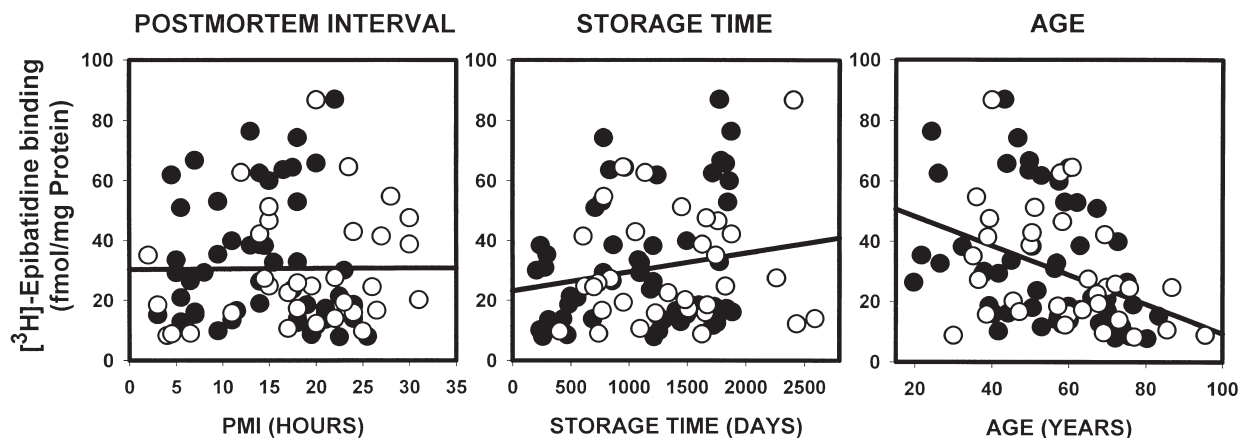 POSTMORTEM INTERVAL STORAGE TIME AGE
[³H]-Epibatidine binding
(fmol/mg Protein)
100 100 100
80 80 80
60 60 60
40 40 40
20 20 20
0 0 0
0 5 10 15 20 25 30 35 0 500 1000 1500 2000 2500 20 40 60 80 100
PMI (HOURS) STORAGE TIME (DAYS) AGE (YEARS)